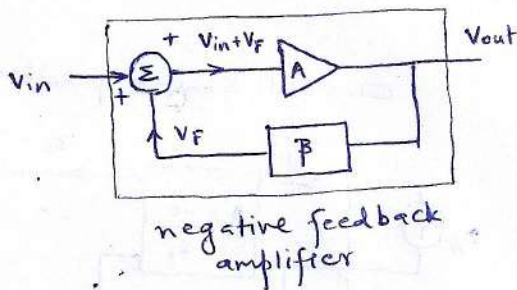 + Vin+VF
Vin + Σ A Vout
VF β
negative feedback
amplifier